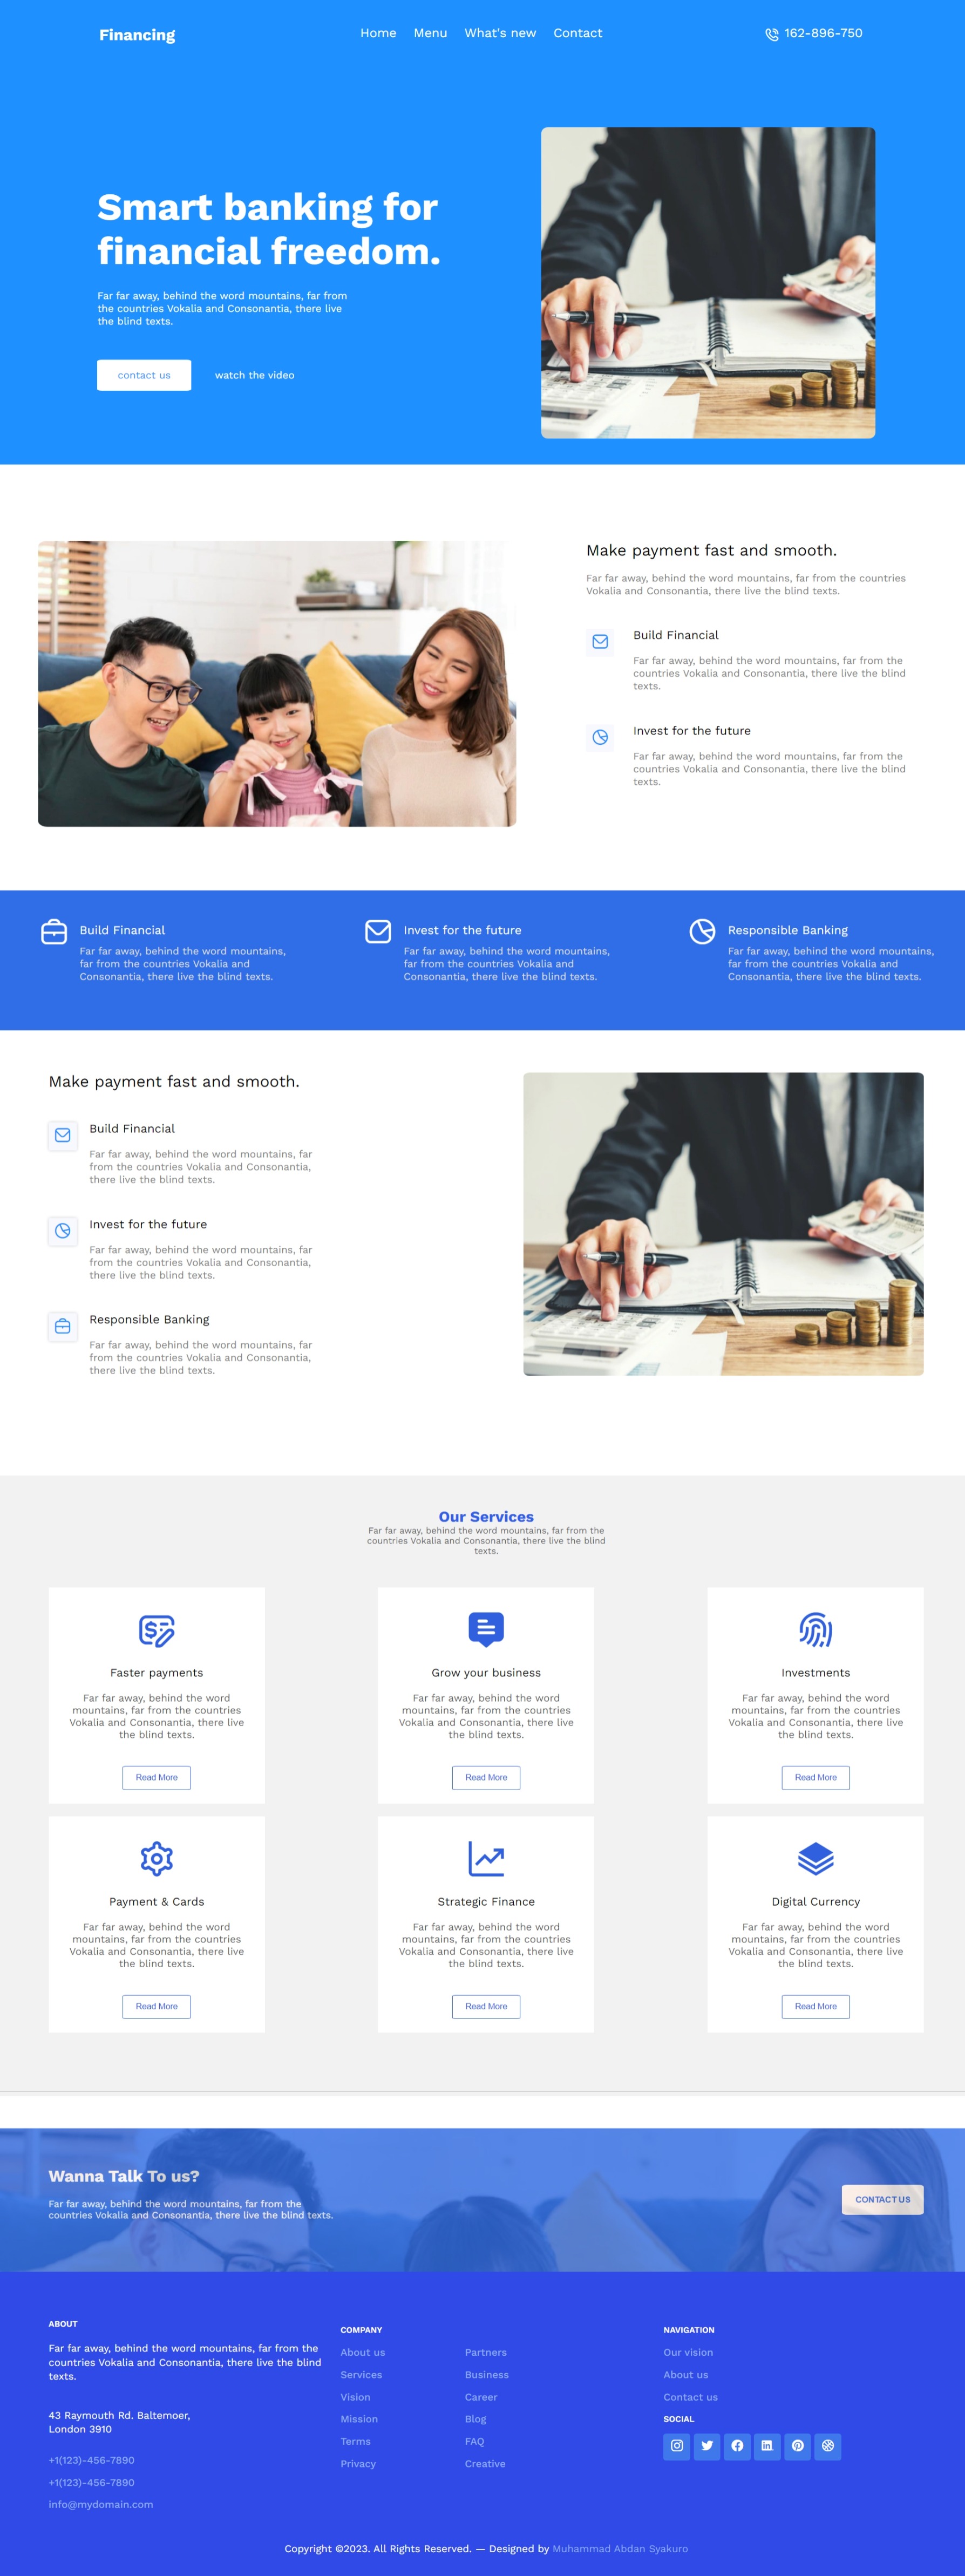 Financing
Home Menu What's new Contact
162-896-750
Smart banking for
financial freedom.
Far far away, behind the word mountains, far from
the countries Vokalia and Consonantia, there live
the blind texts.
contact us
watch the video
Make payment fast and smooth.
Far far away, behind the word mountains, far from the countries
Vokalia and Consonantia, there live the blind texts.
Build Financial
Far far away, behind the word mountains, far from the
countries Vokalia and Consonantia, there live the blind
texts.
Invest for the future
Far far away, behind the word mountains, far from the
countries Vokalia and Consonantia, there live the blind
texts.
Build Financial
Far far away, behind the word mountains,
far from the countries Vokalia and
Consonantia, there live the blind texts.
Invest for the future
Far far away, behind the word mountains,
far from the countries Vokalia and
Consonantia, there live the blind texts.
Responsible Banking
Far far away, behind the word mountains,
far from the countries Vokalia and
Consonantia, there live the blind texts.
Make payment fast and smooth.
Build Financial
Far far away, behind the word mountains, far
from the countries Vokalia and Consonantia,
there live the blind texts.
Invest for the future
Far far away, behind the word mountains, far
from the countries Vokalia and Consonantia,
there live the blind texts.
Responsible Banking
Far far away, behind the word mountains, far
from the countries Vokalia and Consonantia,
there live the blind texts.
Our Services
Far far away, behind the word mountains, far from the
countries Vokalia and Consonantia, there live the blind
texts.
Faster payments
Far far away, behind the word
mountains, far from the countries
Vokalia and Consonantia, there live
the blind texts.
Read More
Grow your business
Far far away, behind the word
mountains, far from the countries
Vokalia and Consonantia, there live
the blind texts.
Read More
Investments
Far far away, behind the word
mountains, far from the countries
Vokalia and Consonantia, there live
the blind texts.
Read More
Payment & Cards
Far far away, behind the word
mountains, far from the countries
Vokalia and Consonantia, there live
the blind texts.
Read More
Strategic Finance
Far far away, behind the word
mountains, far from the countries
Vokalia and Consonantia, there live
the blind texts.
Read More
Digital Currency
Far far away, behind the word
mountains, far from the countries
Vokalia and Consonantia, there live
the blind texts.
Read More
Wanna Talk To us?
Far far away, behind the word mountains, far from the
countries Vokalia and Consonantia, there live the blind texts.
CONTACT US
ABOUT
Far far away, behind the word mountains, far from the
countries Vokalia and Consonantia, there live the blind
texts.
43 Raymouth Rd. Baltemoer,
London 3910
+1(123)-456-7890
+1(123)-456-7890
info@mydomain.com
COMPANY
About us
Services
Vision
Mission
Terms
Privacy
Partners
Business
Career
Blog
FAQ
Creative
NAVIGATION
Our vision
About us
Contact us
SOCIAL
Copyright ©2023. All Rights Reserved. — Designed by Muhammad Abdan Syakuro